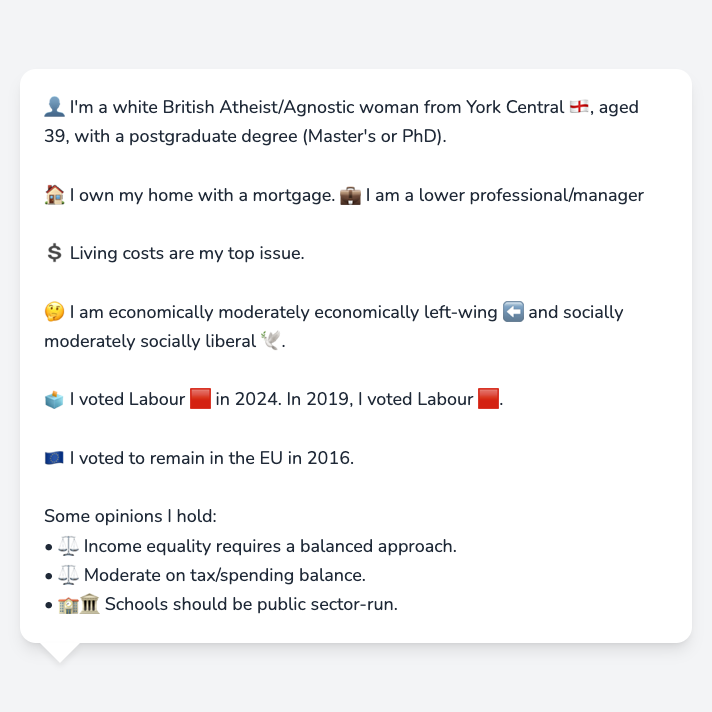 👤 I'm a white British Atheist/Agnostic woman from York Central 🏴󠁧󠁢󠁥󠁮󠁧󠁿, aged
39, with a postgraduate degree (Master's or PhD).
🏠 I own my home with a mortgage. 💼 I am a lower professional/manager
💲 Living costs are my top issue.
🤔 I am economically moderately economically left-wing ⬅️ and socially
moderately socially liberal 🕊️.
🗳️ I voted Labour 🟥 in 2024. In 2019, I voted Labour 🟥.
🇪🇺 I voted to remain in the EU in 2016.
Some opinions I hold:
• ⚖️ Income equality requires a balanced approach.
• ⚖️ Moderate on tax/spending balance.
• 🏫🏛️ Schools should be public sector-run.